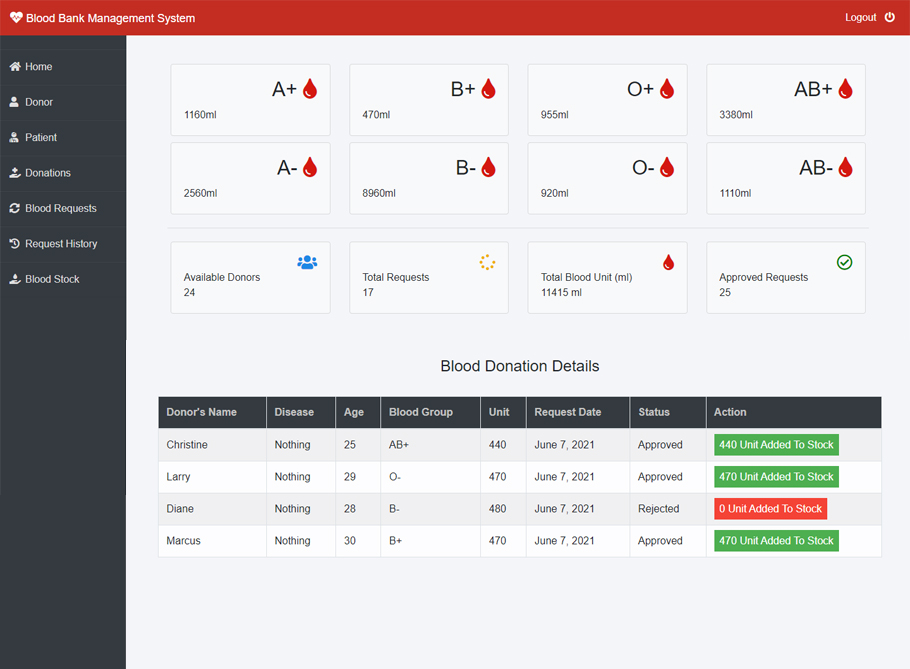 Blood Bank Management System
Logout
Home
Donor
Patient
Donations
Blood Requests
Request History
Blood Stock
A+ B+ O+ AB+
1160ml 470ml 955ml 3380ml
A- B- O- AB-
2560ml 8960ml 920ml 1110ml
Available Donors Total Requests Total Blood Unit (ml) Approved Requests
24 17 11415 ml 25
Blood Donation Details
Donor's Name Disease Age Blood Group Unit Request Date Status Action
Christine Nothing 25 AB+ 440 June 7, 2021 Approved 440 Unit Added To Stock
Larry Nothing 29 O- 470 June 7, 2021 Approved 470 Unit Added To Stock
Diane Nothing 28 B- 480 June 7, 2021 Rejected 0 Unit Added To Stock
Marcus Nothing 30 B+ 470 June 7, 2021 Approved 470 Unit Added To Stock